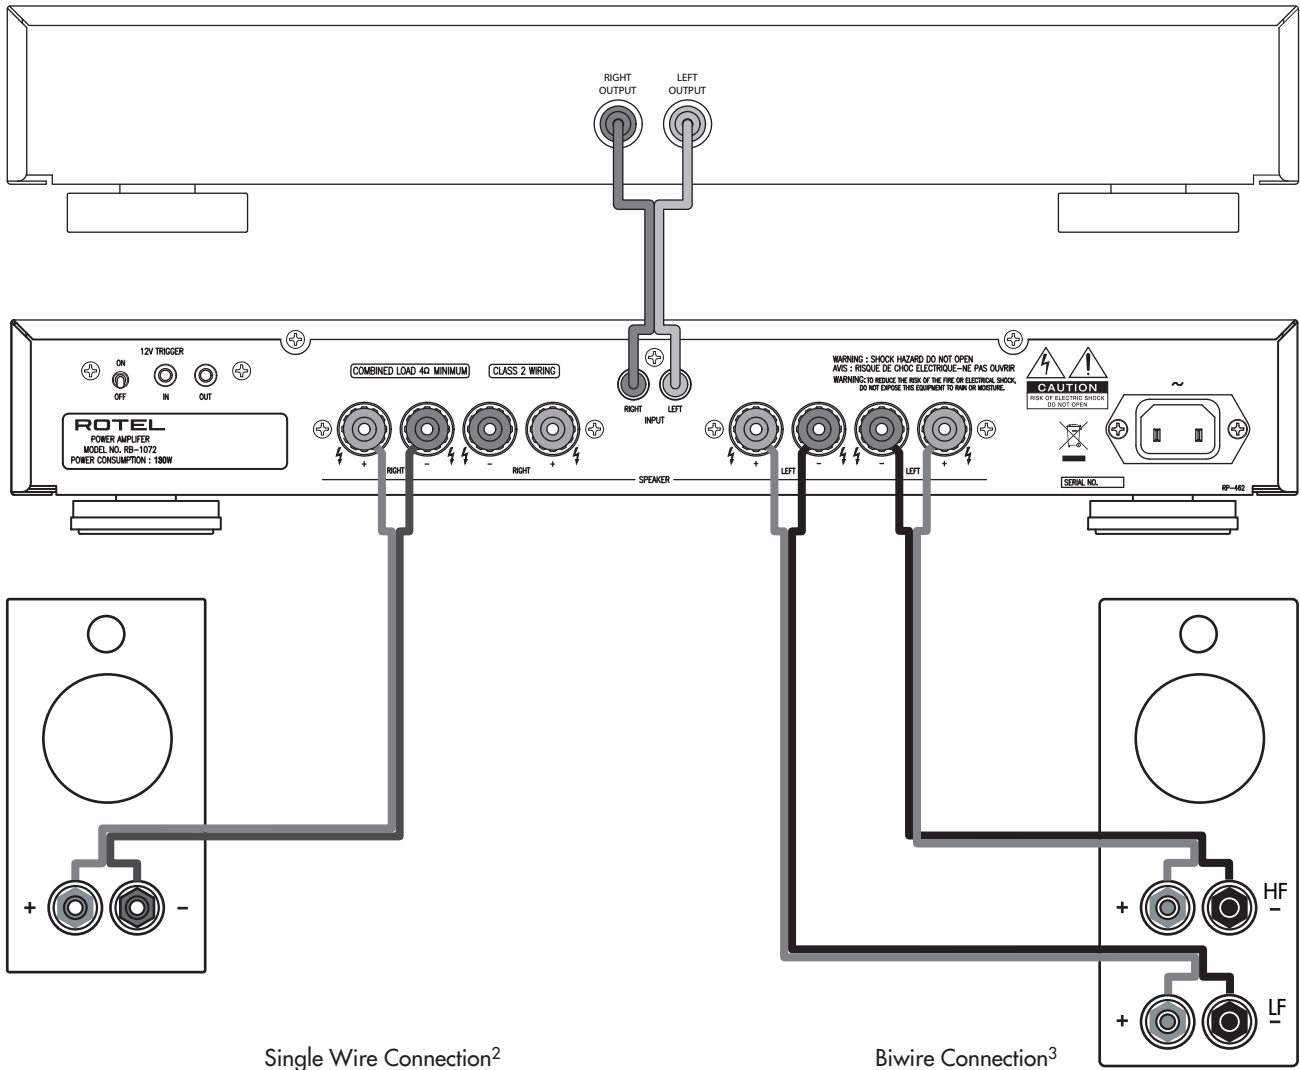 RIGHT OUTPUT
LEFT OUTPUT
12V TRIGGER
ON
OFF
IN
OUT
COMBINED LOAD 4Ω MINIMUM
CLASS 2 WIRING
WARNING : SHOCK HAZARD DO NOT OPEN
AVIS : RISQUE DE CHOC ELECTRIQUE-NE PAS OUVRIR
WARNING: TO REDUCE THE RISK OF THE FIRE OR ELECTRICAL SHOCK,
DO NOT EXPOSE THIS EQUIPMENT TO RAIN OR MOISTURE.
CAUTION
RISK OF ELECTRIC SHOCK
DO NOT OPEN
~
RIGHT LEFT
INPUT
ROTEL
POWER AMPLIFER
MODEL NO. RB-1072
POWER CONSUMPTION : 180W
+ RIGHT - - RIGHT +
+ LEFT - - LEFT +
SPEAKER
SERIAL NO.
RP-462
+ -
+ - HF
+ - LF
Single Wire Connection2
Biwire Connection3